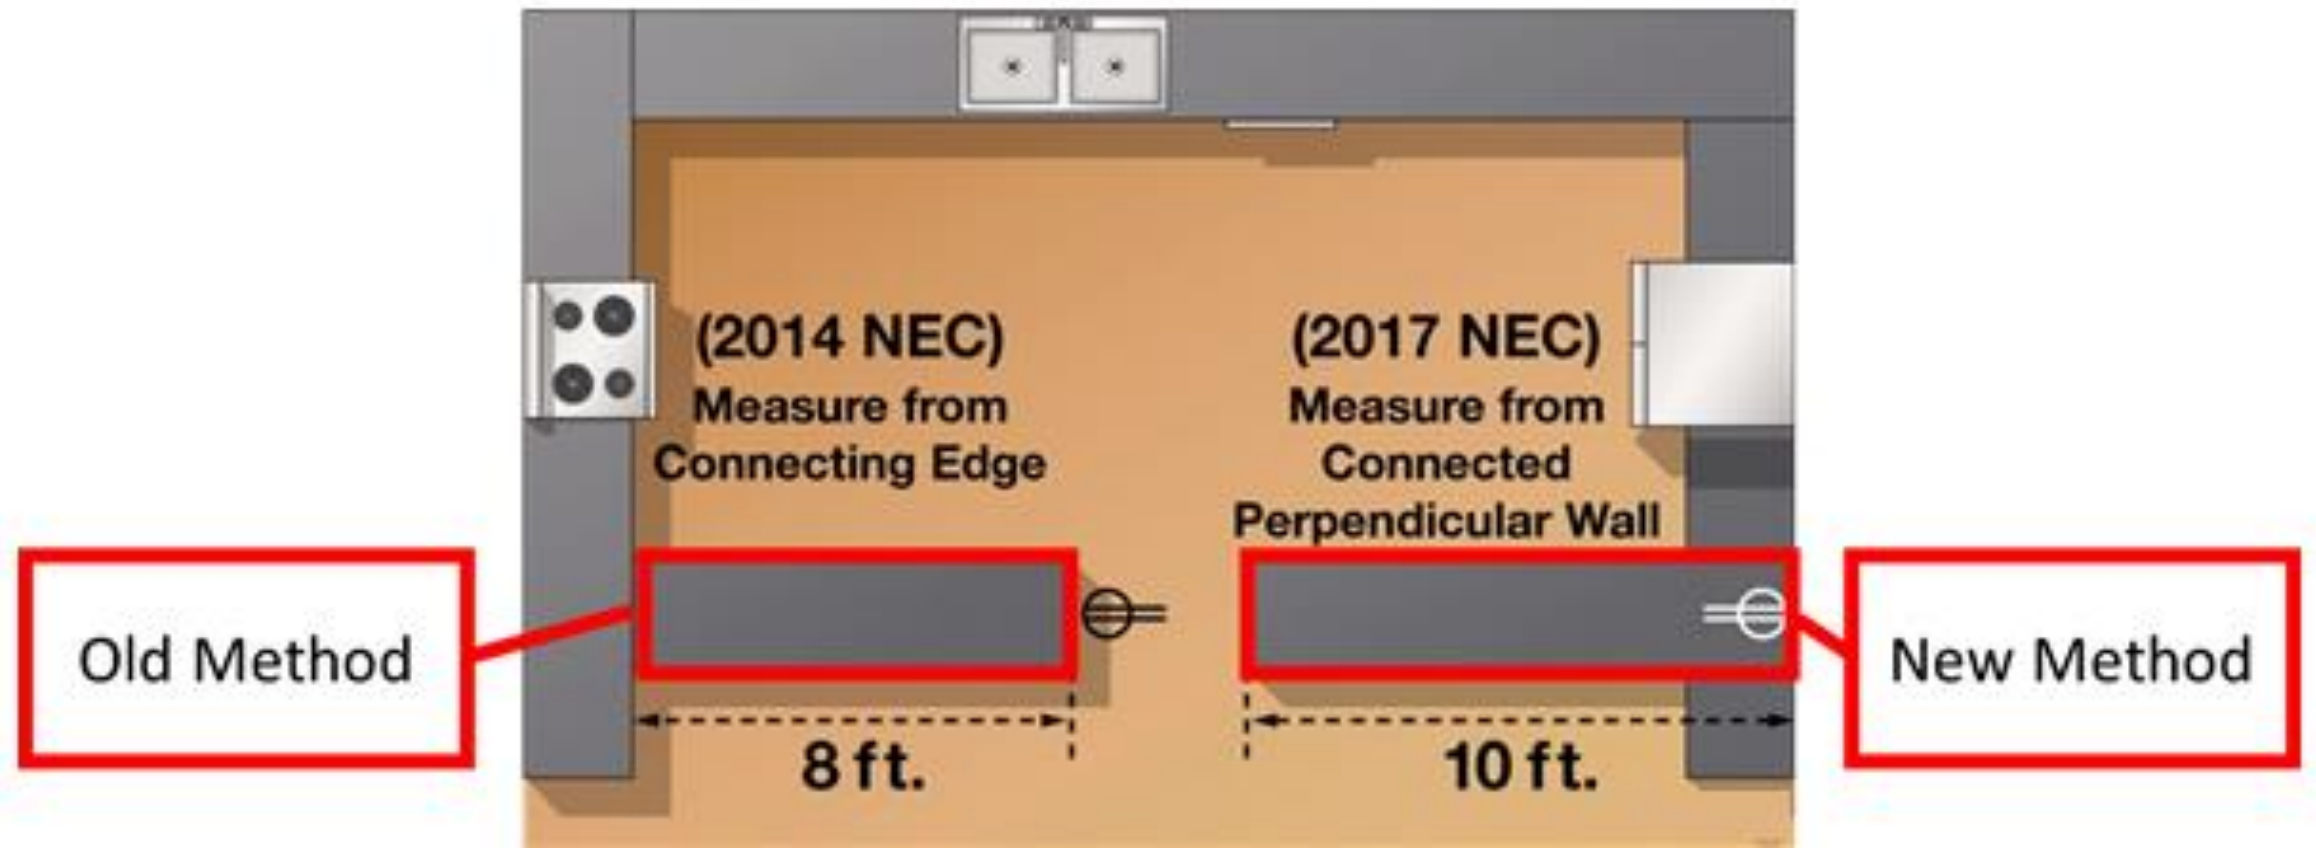 (2014 NEC)
Measure from
Connecting Edge
(2017 NEC)
Measure from
Connected
Perpendicular Wall
Old Method
New Method
8 ft.
10 ft.